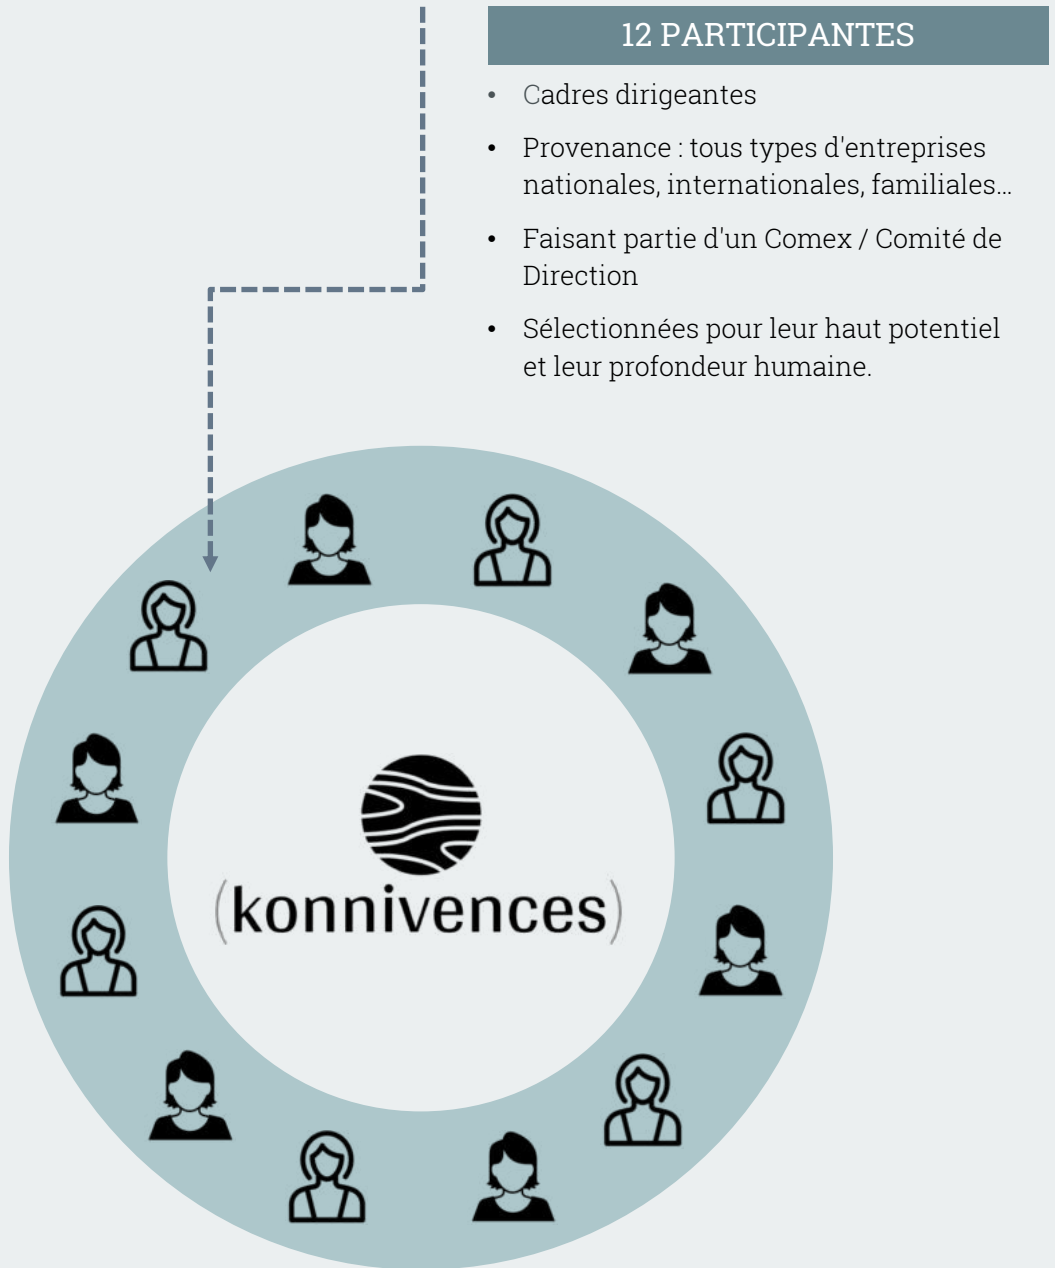 12 PARTICIPANTES
• Cadres dirigeantes
• Provenance : tous types d'entreprises
nationales, internationales, familiales…
• Faisant partie d'un Comex / Comité de
Direction
• Sélectionnées pour leur haut potentiel
et leur profondeur humaine.
(konnivences)